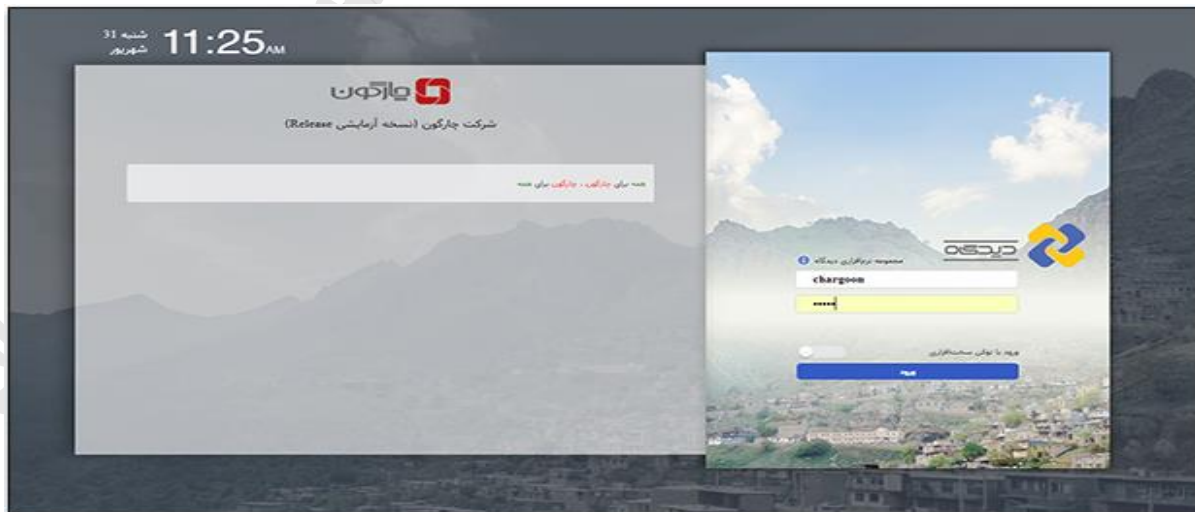 شنبه 31
شهریور
11:25AM
چارگون
شرکت چارگون (نسخه آزمایشی Release)
همه برای چارگون ، چارگون برای همه
دیدگاه
مجموعه نرم‌افزاری دیدگاه
chargoon
•••••
ورود با توکن سخت‌افزاری
ورود